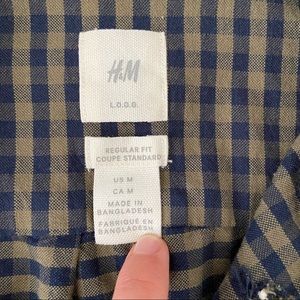 H&M
L.O.G.G.
REGULAR FIT
COUPE STANDARD
US M
CA M
MADE IN
BANGLADESH
FABRIQUÉ EN
BANGLADESH